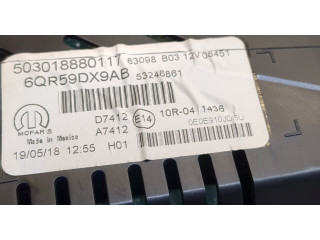 503018880117 63098 B03 12V 06451
6QR59DX9AB 53246861
MOPAR®
Made in Mexico
D7412 E14 10R-04 1436
A7412
19/05/18 12:55 H01